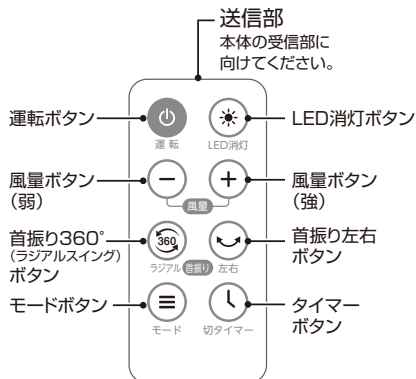 送信部
本体の受信部に
向けてください。
運転ボタン
LED消灯ボタン
運 転
LED消灯
風量ボタン
（弱）
風量ボタン
（強）
風量
首振り360°
（ラジアルスイング）
ボタン
360
首振り左右
ボタン
ラジアル 首振り 左右
モードボタン
タイマー
ボタン
モード
切タイマー